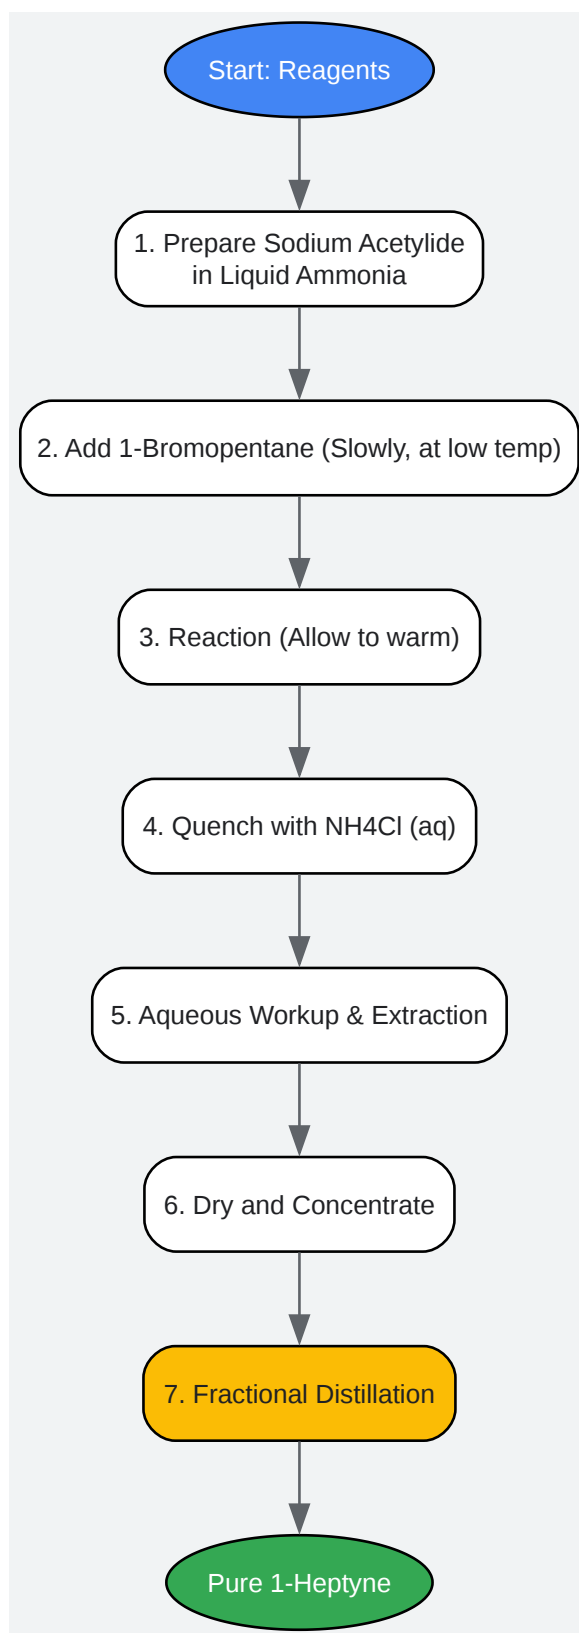 Start: Reagents
1. Prepare Sodium Acetylide
in Liquid Ammonia
2. Add 1-Bromopentane (Slowly, at low temp)
3. Reaction (Allow to warm)
4. Quench with NH4Cl (aq)
5. Aqueous Workup & Extraction
6. Dry and Concentrate
7. Fractional Distillation
Pure 1-Heptyne